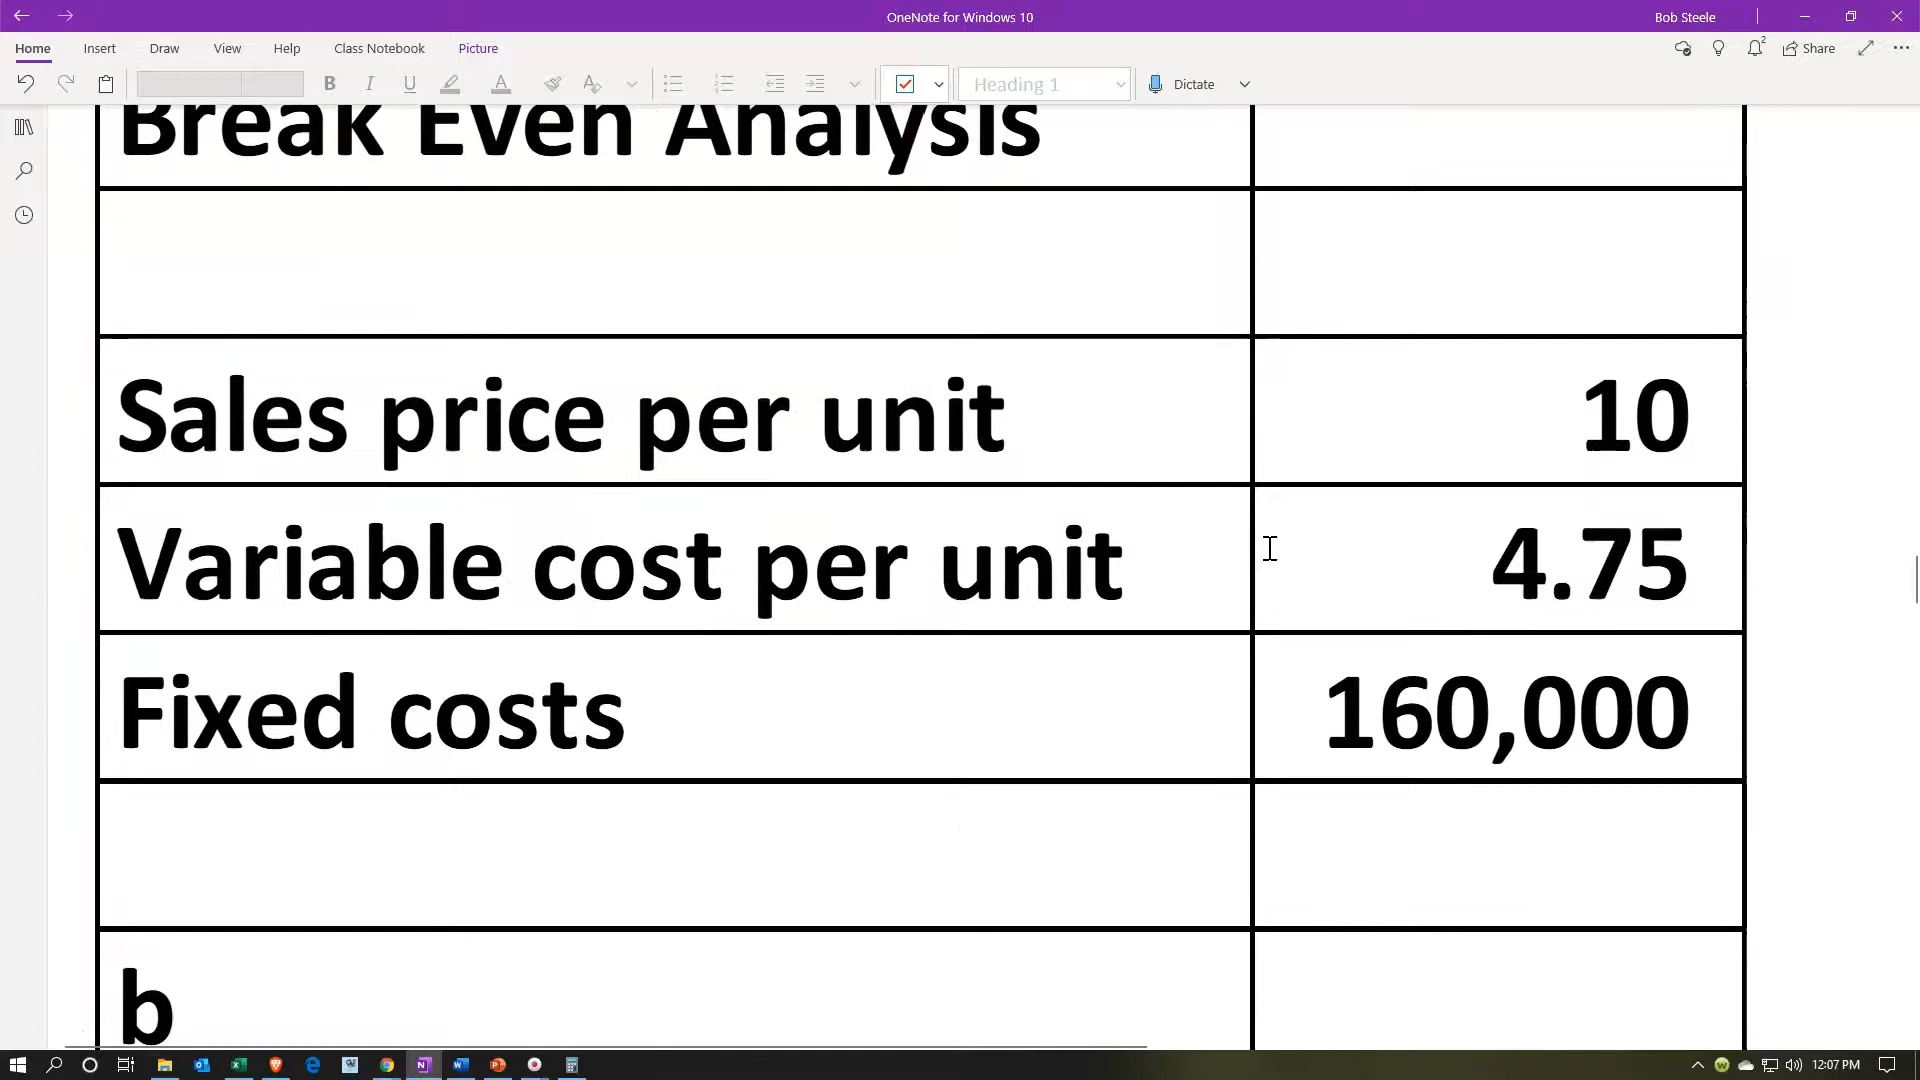 OneNote for Windows 10
Bob Steele
Home Insert Draw View Help Class Notebook Picture
2
Share
B I U A
Heading 1
Dictate
Break Even Analysis
Sales price per unit 10
Variable cost per unit 4.75
Fixed costs 160,000
b
12:07 PM